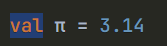 val π = 3.14